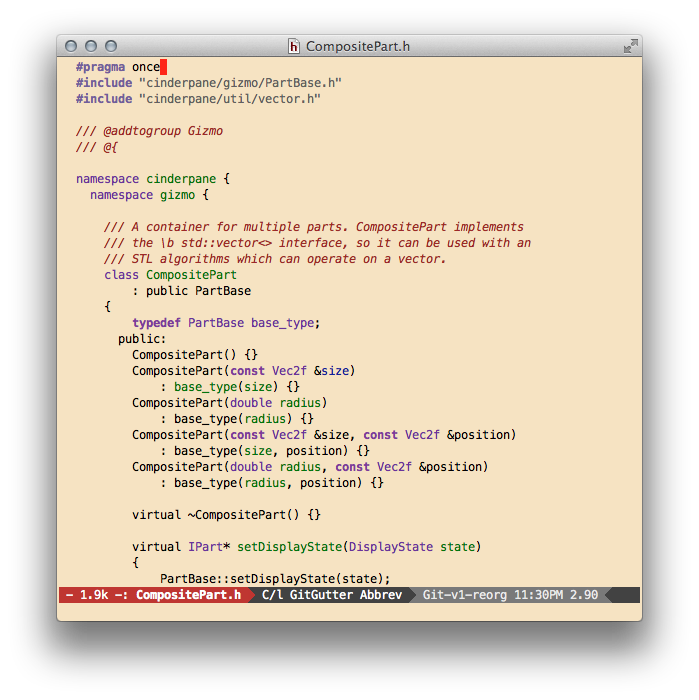 CompositePart.h
#pragma once
#include "cinderpane/gizmo/PartBase.h"
#include "cinderpane/util/vector.h"
/// @addtogroup Gizmo
/// @{
namespace cinderpane {
namespace gizmo {
/// A container for multiple parts. CompositePart implements
/// the \b std::vector<> interface, so it can be used with an
/// STL algorithms which can operate on a vector.
class CompositePart
: public PartBase
{
typedef PartBase base_type;
public:
CompositePart() {}
CompositePart(const Vec2f &size)
: base_type(size) {}
CompositePart(double radius)
: base_type(radius) {}
CompositePart(const Vec2f &size, const Vec2f &position)
: base_type(size, position) {}
CompositePart(double radius, const Vec2f &position)
: base_type(radius, position) {}
virtual ~CompositePart() {}
virtual IPart* setDisplayState(DisplayState state)
{
PartBase::setDisplayState(state);
- 1.9k -: CompositePart.h C/l GitGutter Abbrev Git-v1-reorg 11:30PM 2.90